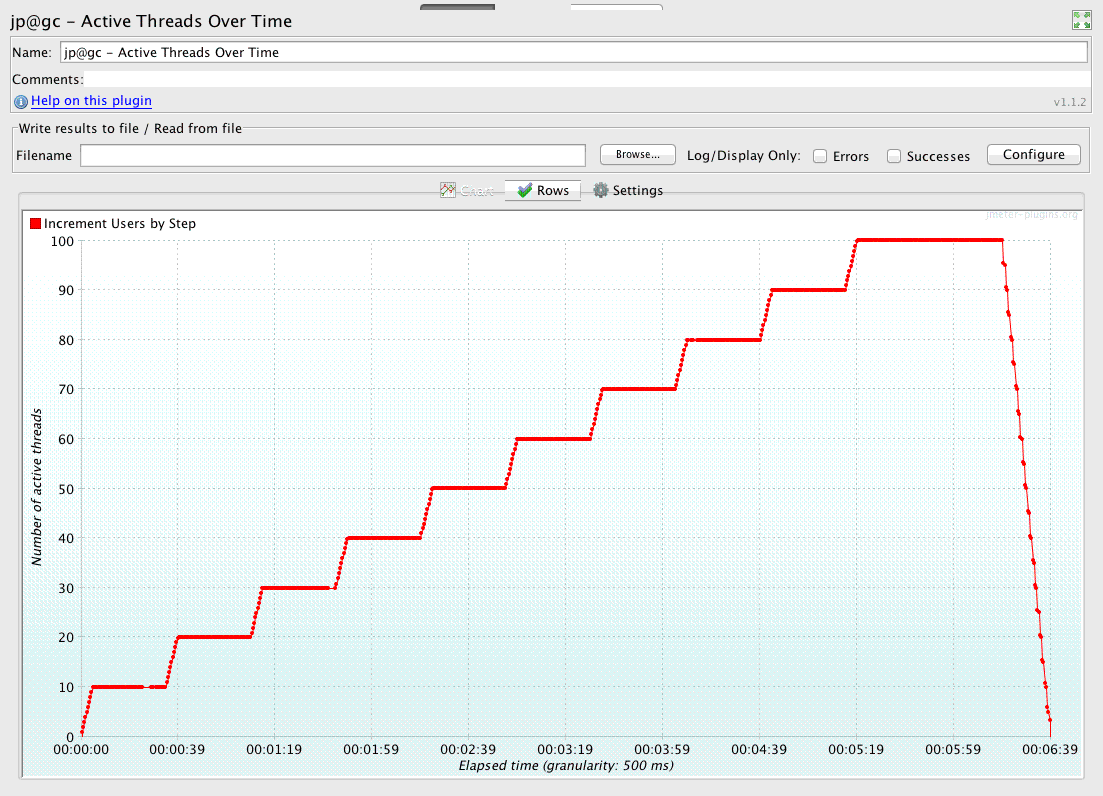 jp@gc - Active Threads Over Time
Name: jp@gc - Active Threads Over Time
Comments:
Help on this plugin
v1.1.2
Write results to file / Read from file
Filename Browse... Log/Display Only: Errors Successes Configure
Chart Rows Settings
jmeter-plugins.org
Increment Users by Step
100
90
80
70
60
50
40
30
20
10
0
Number of active threads
00:00:00 00:00:39 00:01:19 00:01:59 00:02:39 00:03:19 00:03:59 00:04:39 00:05:19 00:05:59 00:06:39
Elapsed time (granularity: 500 ms)